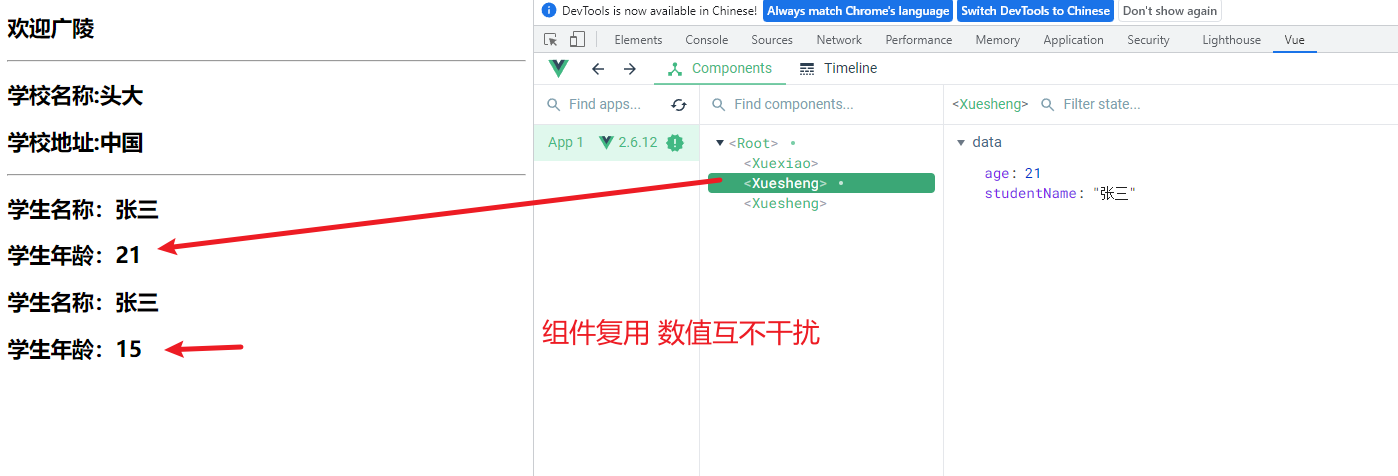 欢迎广陵
学校名称:头大
学校地址:中国
学生名称：张三
学生年龄：21
学生名称：张三
学生年龄：15
DevTools is now available in Chinese! Always match Chrome's language Switch DevTools to Chinese Don't show again
Elements Console Sources Network Performance Memory Application Security Lighthouse Vue
Components Timeline
Find apps... Find components... <Xuesheng> Filter state...
App 1 2.6.12
<Root>
<Xuexiao>
<Xuesheng>
<Xuesheng>
data
age: 21
studentName: "张三"
组件复用 数值互不干扰